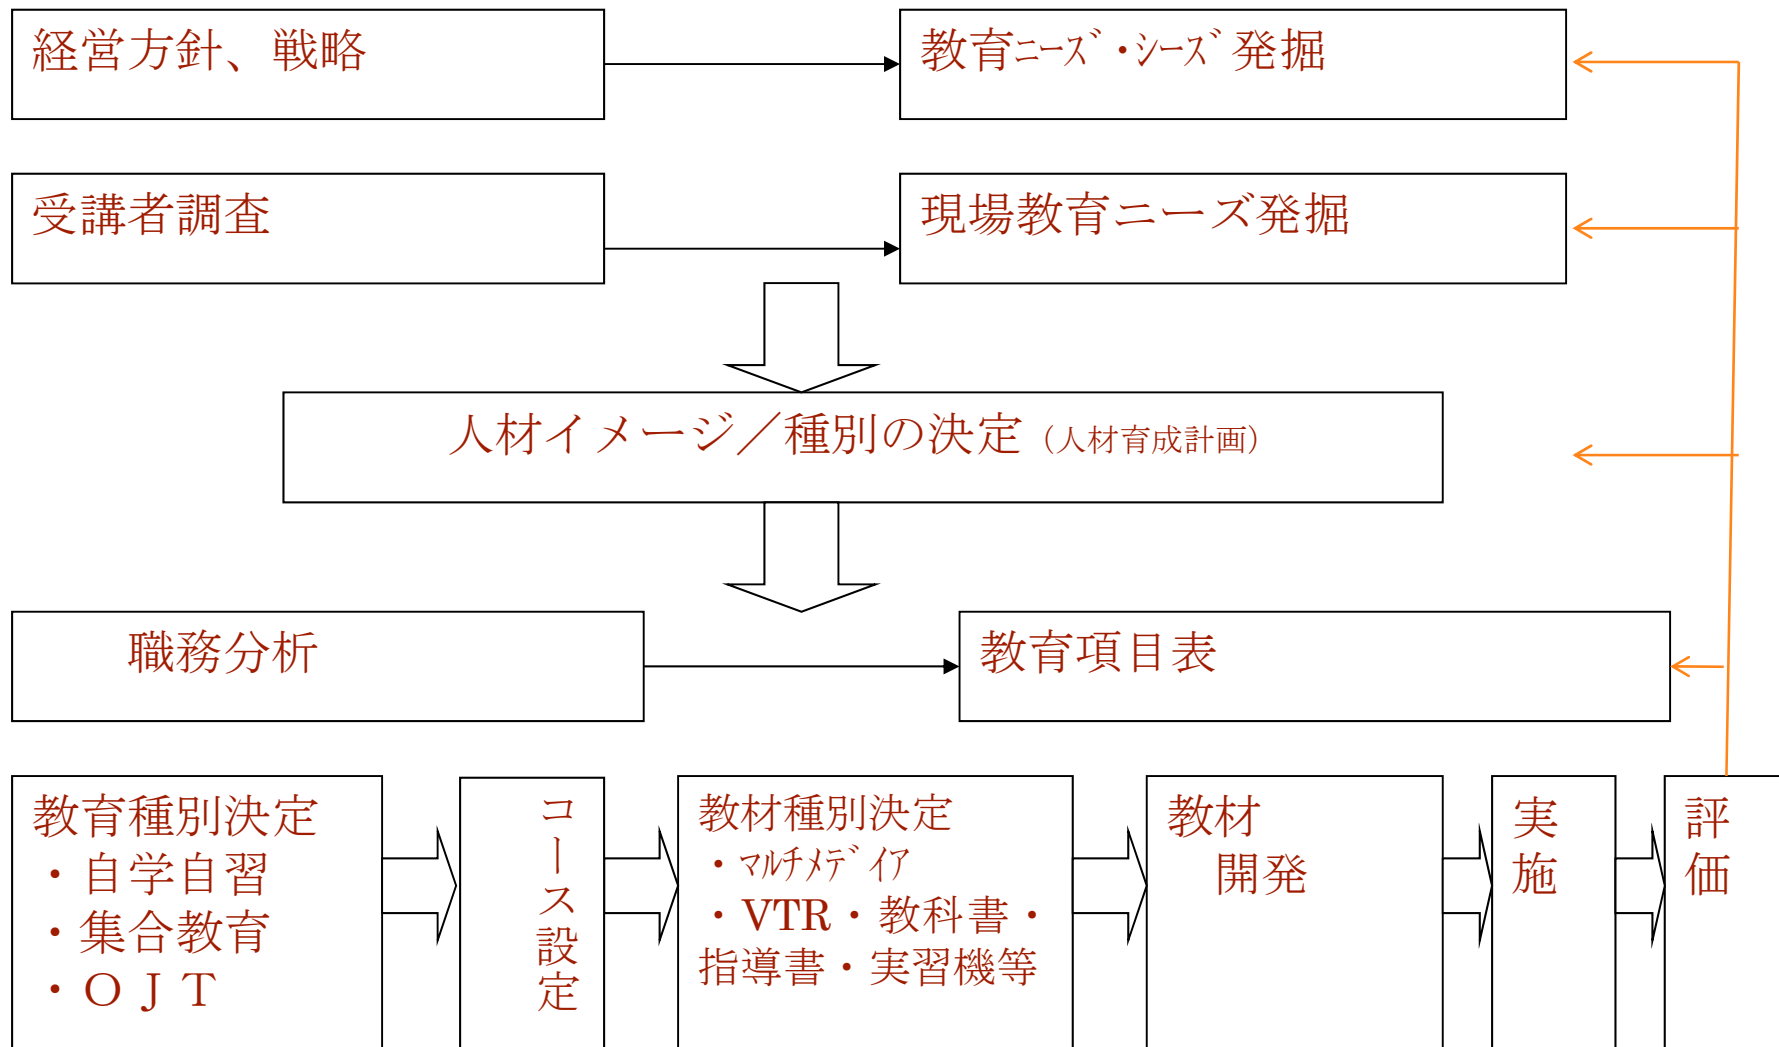 経営方針、戦略
教育ﾆｰｽﾞ・ｼｰｽﾞ発掘
受講者調査
現場教育ニーズ発掘
人材イメージ／種別の決定（人材育成計画）
職務分析
教育項目表
教育種別決定
・自学自習
・集合教育
・ＯＪＴ
コース設定
教材種別決定
・ﾏﾙﾁﾒﾃﾞｲｱ
・VTR・教科書・
指導書・実習機等
教材
開発
実施
評価